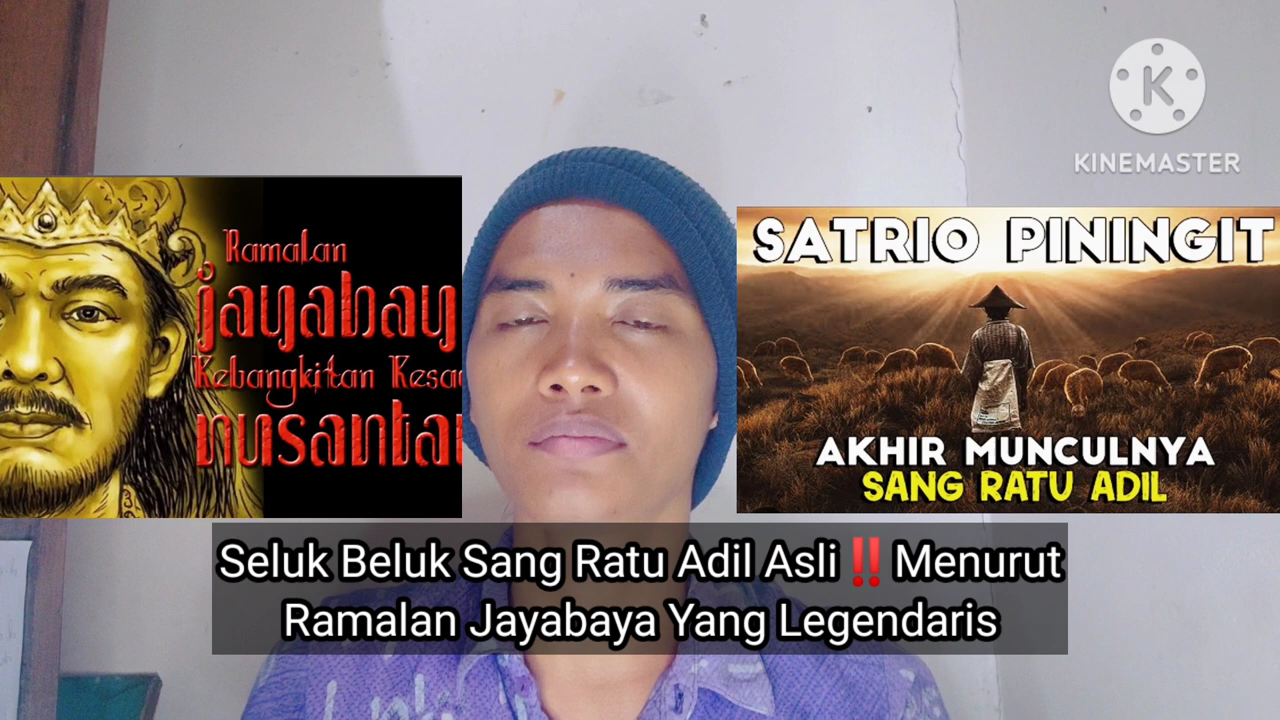 K
KINEMASTER
Ramalan
jayabay
Kebangkitan Kesa
nusanta
SATRIO PININGIT
AKHIR MUNCULNYA
SANG RATU ADIL
Seluk Beluk Sang Ratu Adil Asli‼️Menurut
Ramalan Jayabaya Yang Legendaris